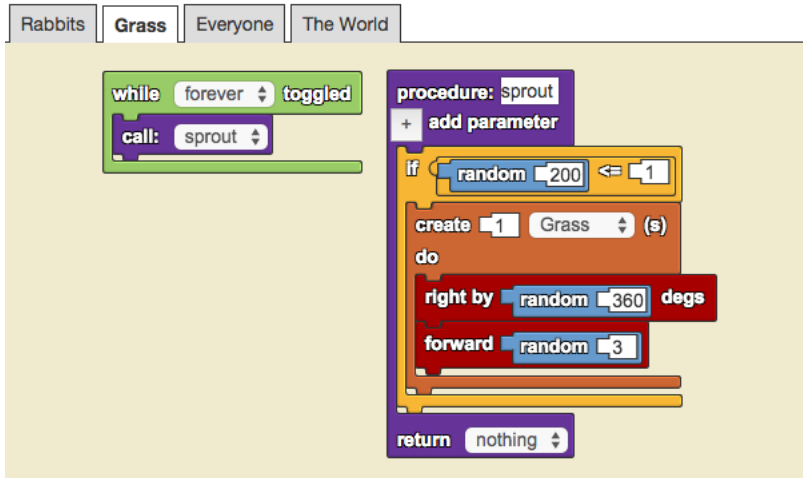 Rabbits Grass Everyone The World
while forever toggled
call: sprout
procedure: sprout
+ add parameter
if random 200 <= 1
create 1 Grass (s)
do
right by random 360 degs
forward random 3
return nothing